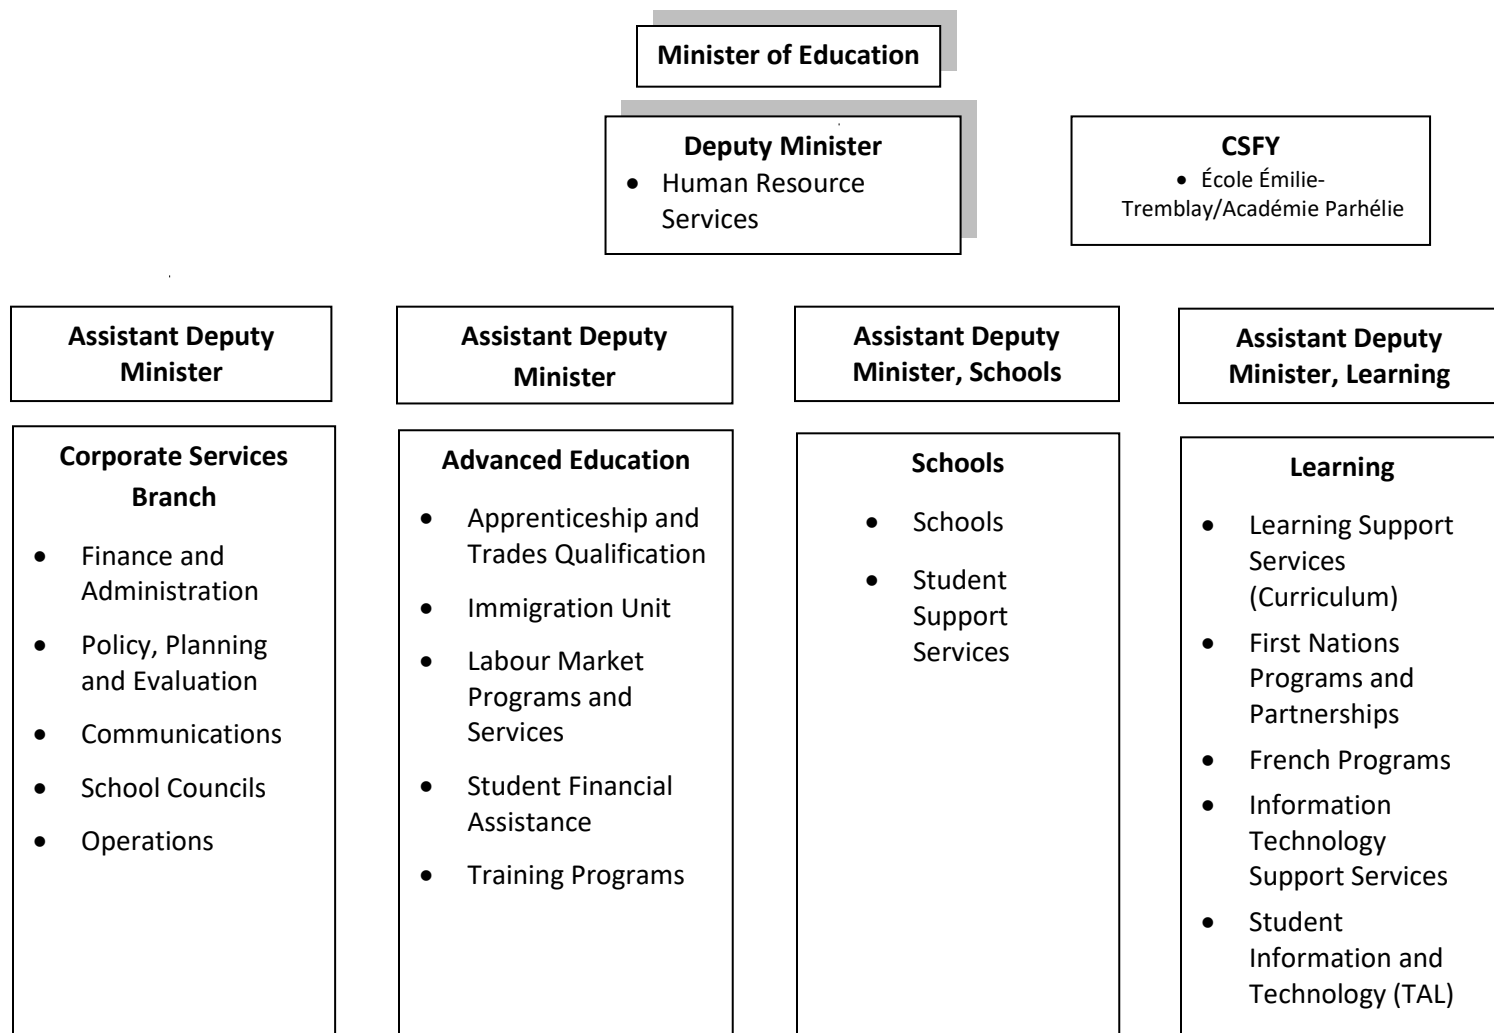 Minister of Education
Deputy Minister
• Human Resource
Services
CSFY
• École Émilie-
Tremblay/Académie Parhélie
Assistant Deputy
Minister
Assistant Deputy
Minister
Assistant Deputy
Minister, Schools
Assistant Deputy
Minister, Learning
Corporate Services
Branch
• Finance and
Administration
• Policy, Planning
and Evaluation
• Communications
• School Councils
• Operations
Advanced Education
• Apprenticeship and
Trades Qualification
• Immigration Unit
• Labour Market
Programs and
Services
• Student Financial
Assistance
• Training Programs
Schools
• Schools
• Student
Support
Services
Learning
• Learning Support
Services
(Curriculum)
• First Nations
Programs and
Partnerships
• French Programs
• Information
Technology
Support Services
• Student
Information and
Technology (TAL)